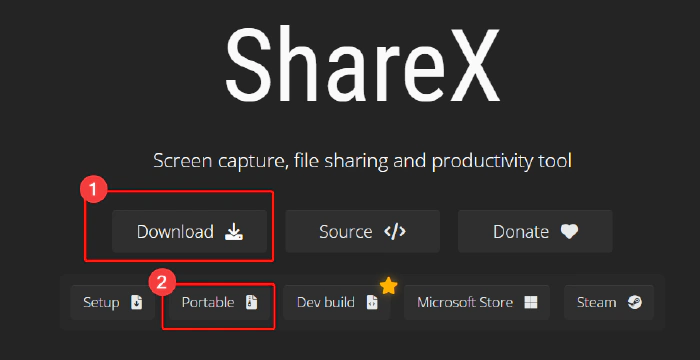 ShareX
Screen capture, file sharing and productivity tool
1
Download Source Donate
2
Setup Portable Dev build Microsoft Store Steam